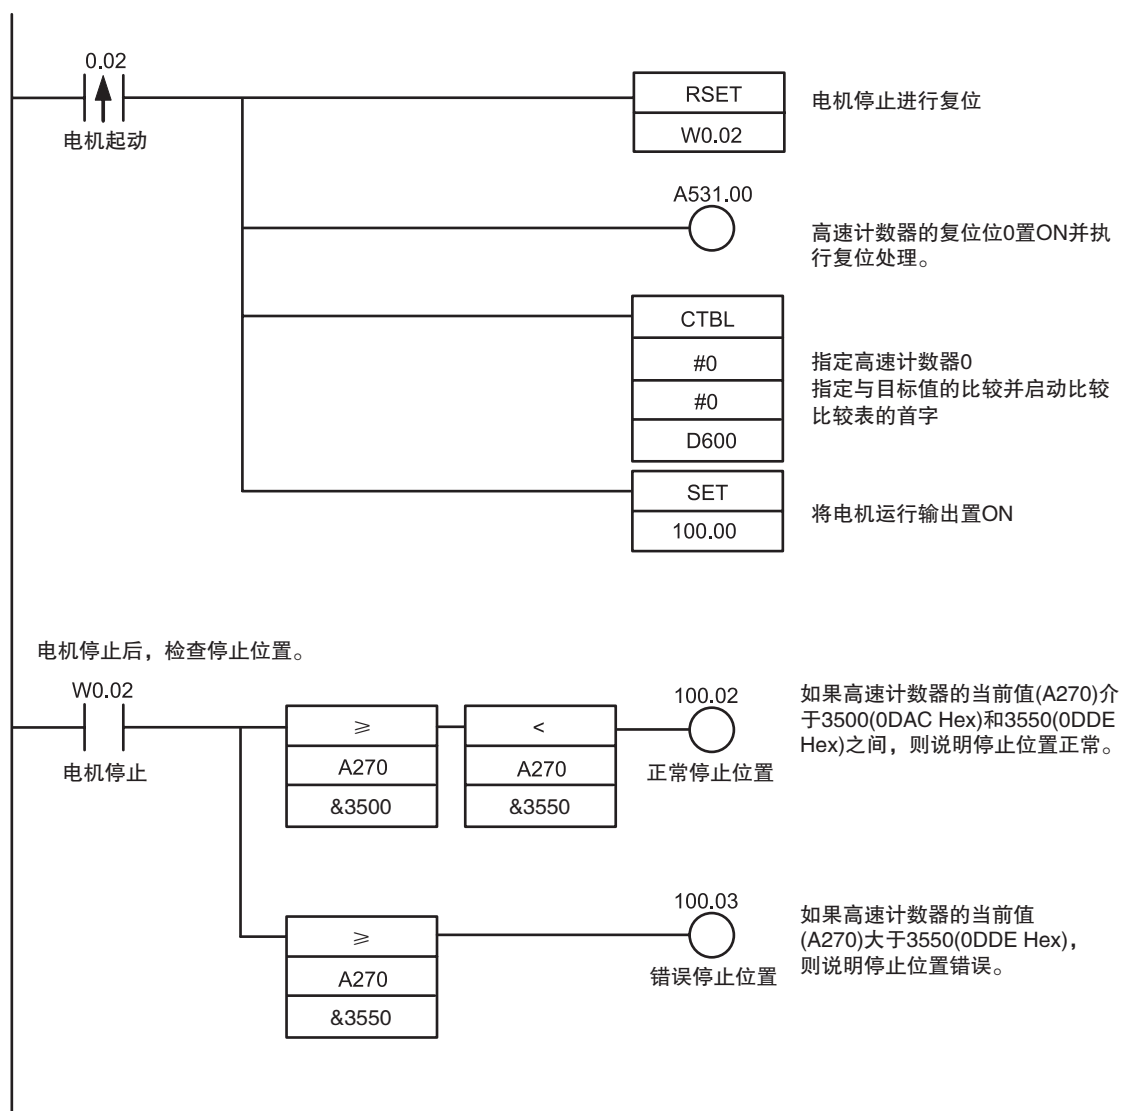 0.02
电机起动
RSET
W0.02
电机停止进行复位
A531.00
高速计数器的复位位0置ON并执
行复位处理。
CTBL
#0
#0
D600
指定高速计数器0
指定与目标值的比较并启动比较
比较表的首字
SET
100.00
将电机运行输出置ON
电机停止后，检查停止位置。
W0.02
电机停止
≥
A270
&3500
<
A270
&3550
100.02
正常停止位置
如果高速计数器的当前值(A270)介
于3500(0DAC Hex)和3550(0DDE
Hex)之间，则说明停止位置正常。
≥
A270
&3550
100.03
错误停止位置
如果高速计数器的当前值
(A270)大于3550(0DDE Hex)，
则说明停止位置错误。